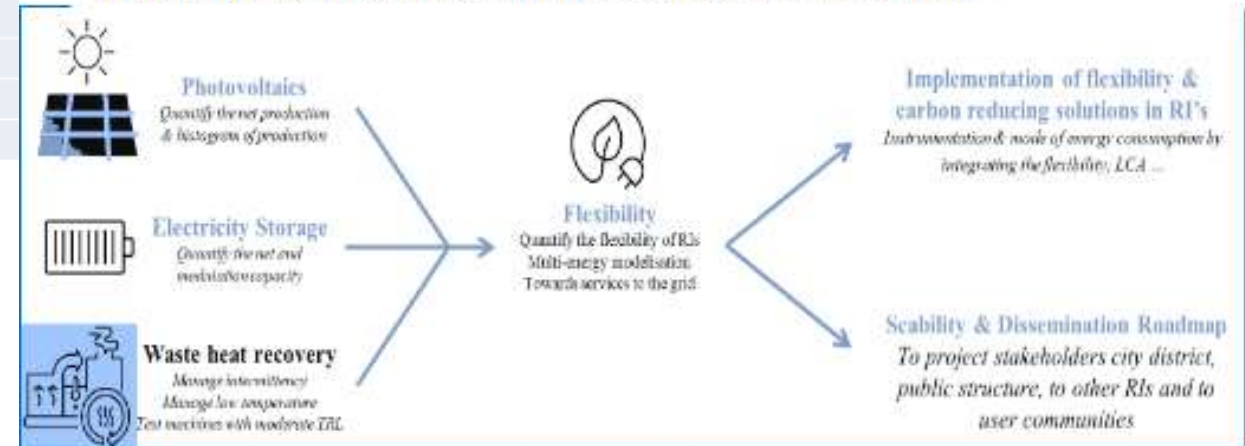 Photovoltaics
Quantify the net production
& histogram of production
Electricity Storage
Quantify the net and
modulation capacity
Waste heat recovery
Manage intermittency
Manage low temperature
Test machines with moderate TRL
Flexibility
Quantify the flexibility of RIs
Multi-energy modelisation
Towards services to the grid
Implementation of flexibility &
carbon reducing solutions in RI's
Instrumentation & mode of energy consumption by
integrating the flexibility, LCA ...
Scability & Dissemination Roadmap
To project stakeholders city district,
public structure, to other RIs and to
user communities